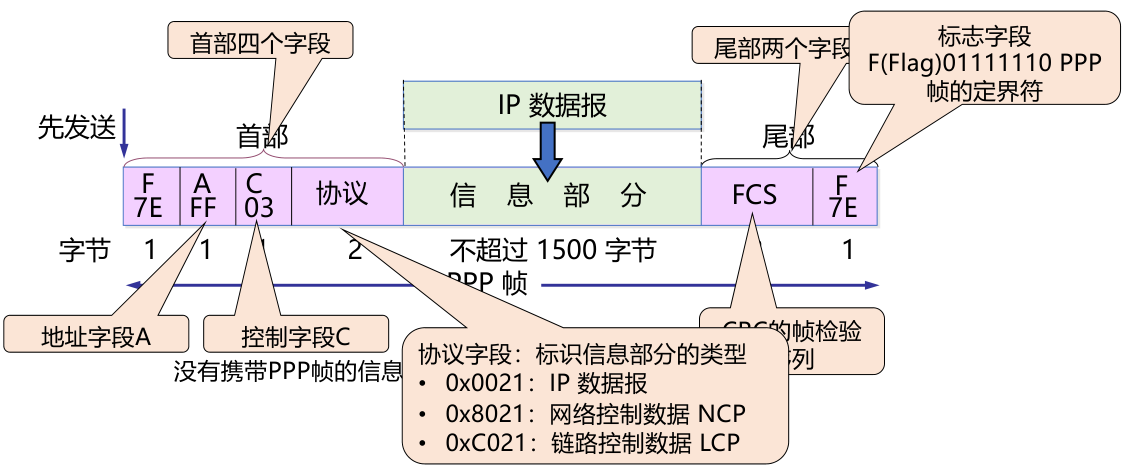 首部四个字段
尾部两个字段
标志字段
F(Flag)01111110 PPP
帧的定界符
IP 数据报
先发送
首部
尾部
F
7E
A
FF
C
03
协议
信 息 部 分
FCS
F
7E
字节
1
1
2
不超过 1500 字节
1
PPP 帧
地址字段A
控制字段C
没有携带PPP帧的信息
CRC的帧检验
序列
协议字段：标识信息部分的类型
• 0x0021：IP 数据报
• 0x8021：网络控制数据 NCP
• 0xC021：链路控制数据 LCP